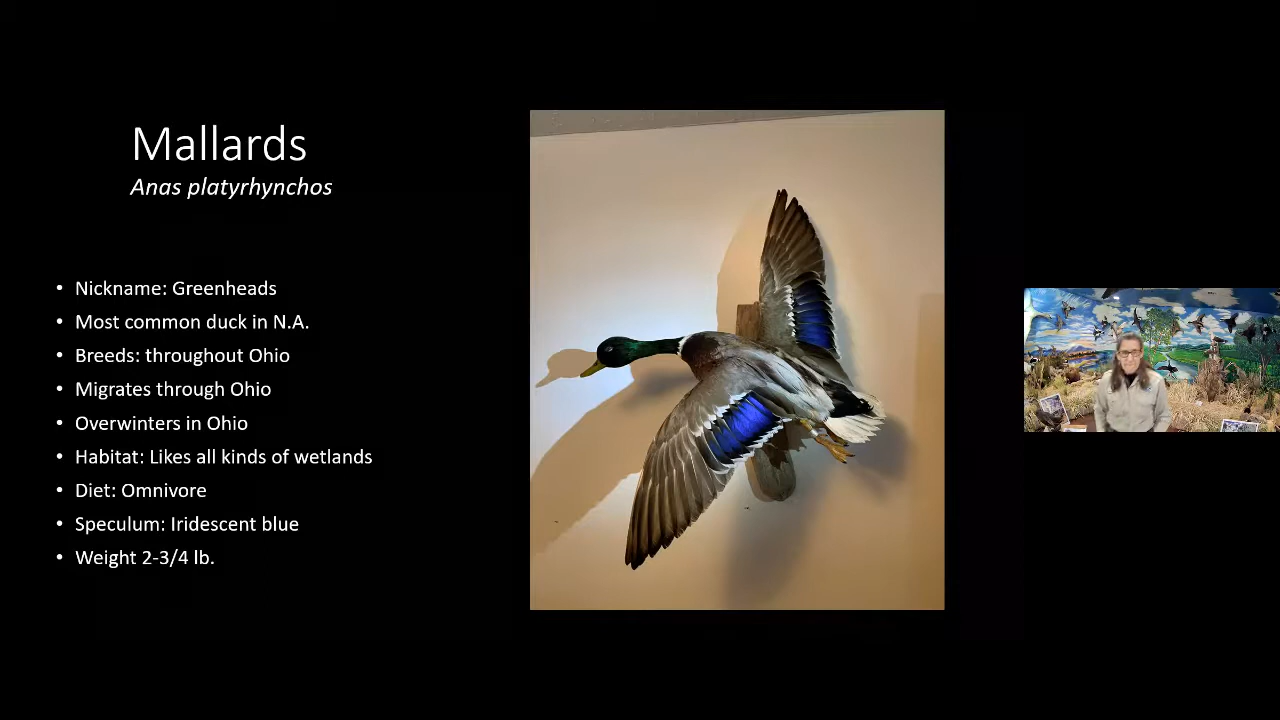 Mallards
Anas platyrhynchos
• Nickname: Greenheads
• Most common duck in N.A.
• Breeds: throughout Ohio
• Migrates through Ohio
• Overwinters in Ohio
• Habitat: Likes all kinds of wetlands
• Diet: Omnivore
• Speculum: Iridescent blue
• Weight 2-3/4 lb.